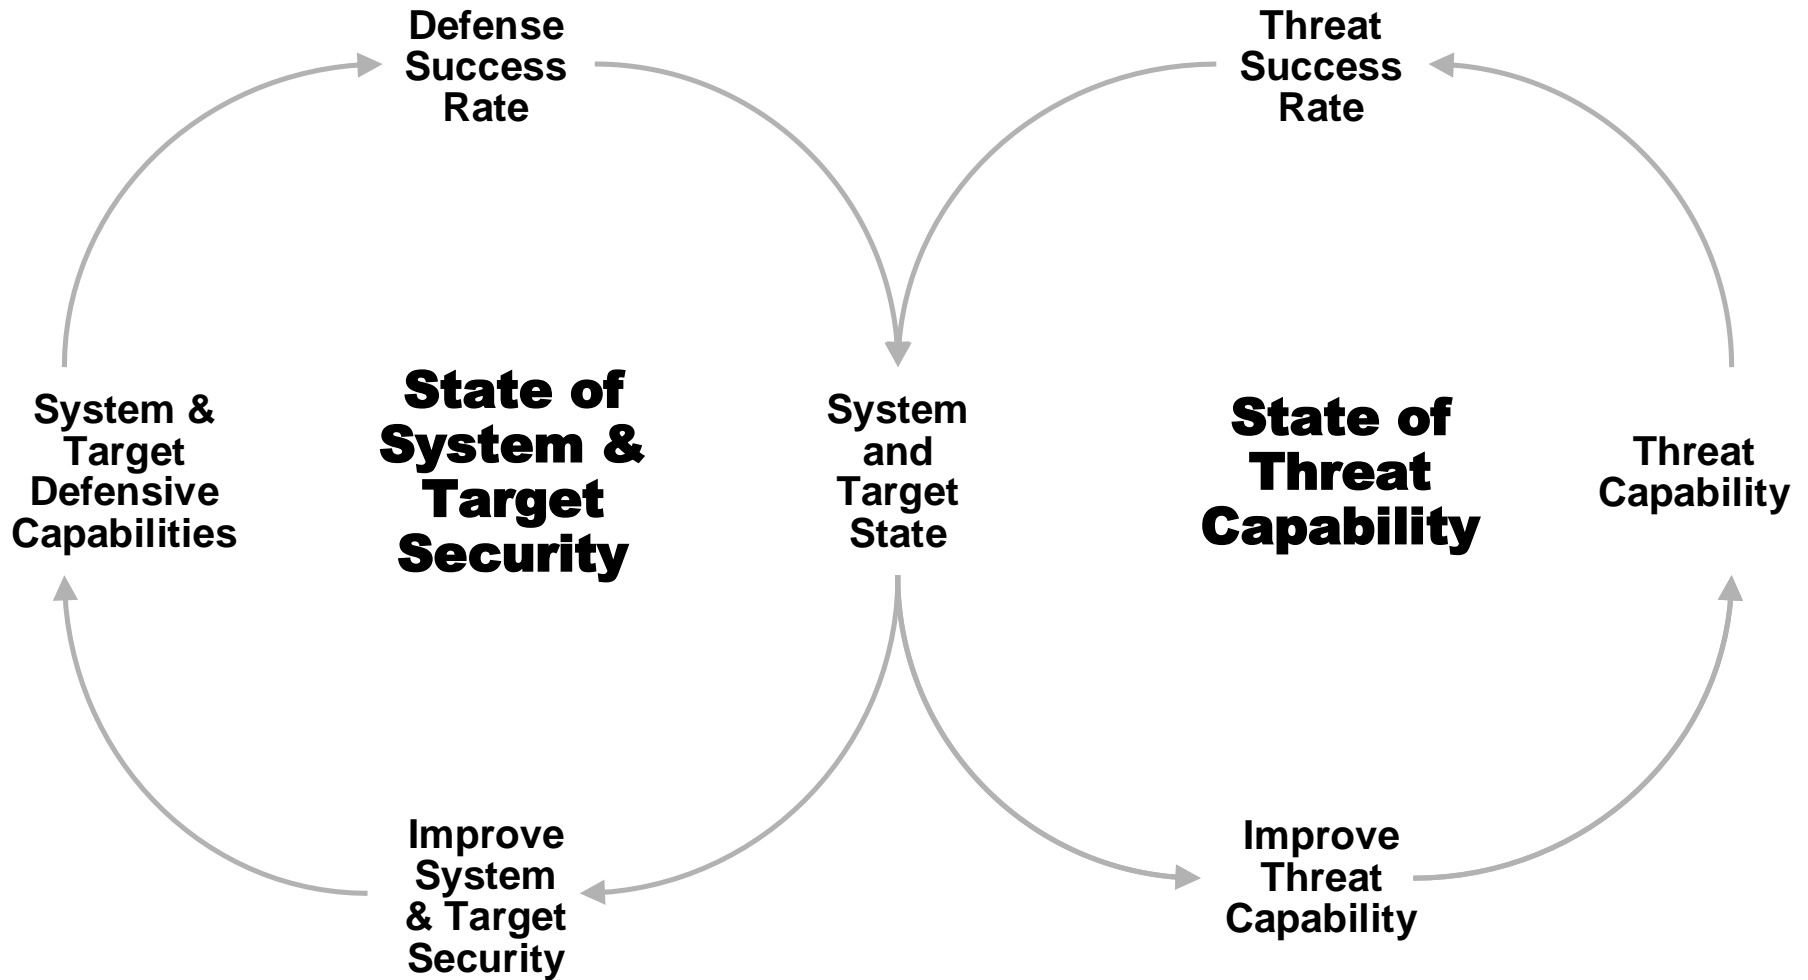 Defense
Success
Rate
Threat
Success
Rate
System &
Target
Defensive
Capabilities
State of
System &
Target
Security
System
and
Target
State
State of
Threat
Capability
Threat
Capability
Improve
System
& Target
Security
Improve
Threat
Capability